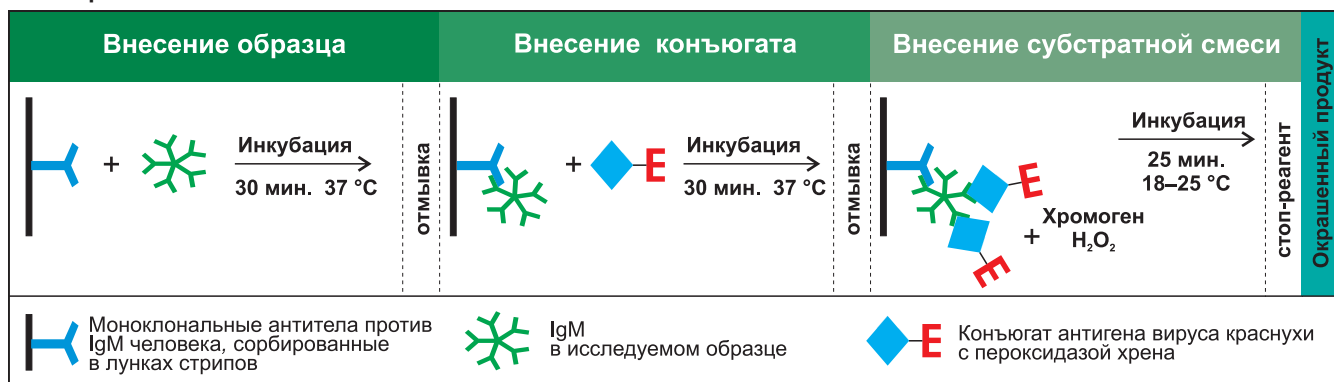 Внесение образца
Внесение конъюгата
Внесение субстратной смеси
+
Инкубация
30 мин. 37 °C
отмывка
+
E
Инкубация
30 мин. 37 °C
отмывка
E
E
+
Хромоген
H₂O₂
Инкубация
25 мин.
18–25 °C
стоп-реагент
Окрашенный продукт
Моноклональные антитела против
IgM человека, сорбированные
в лунках стрипов
IgM
в исследуемом образце
E
Конъюгат антигена вируса краснухи
с пероксидазой хрена